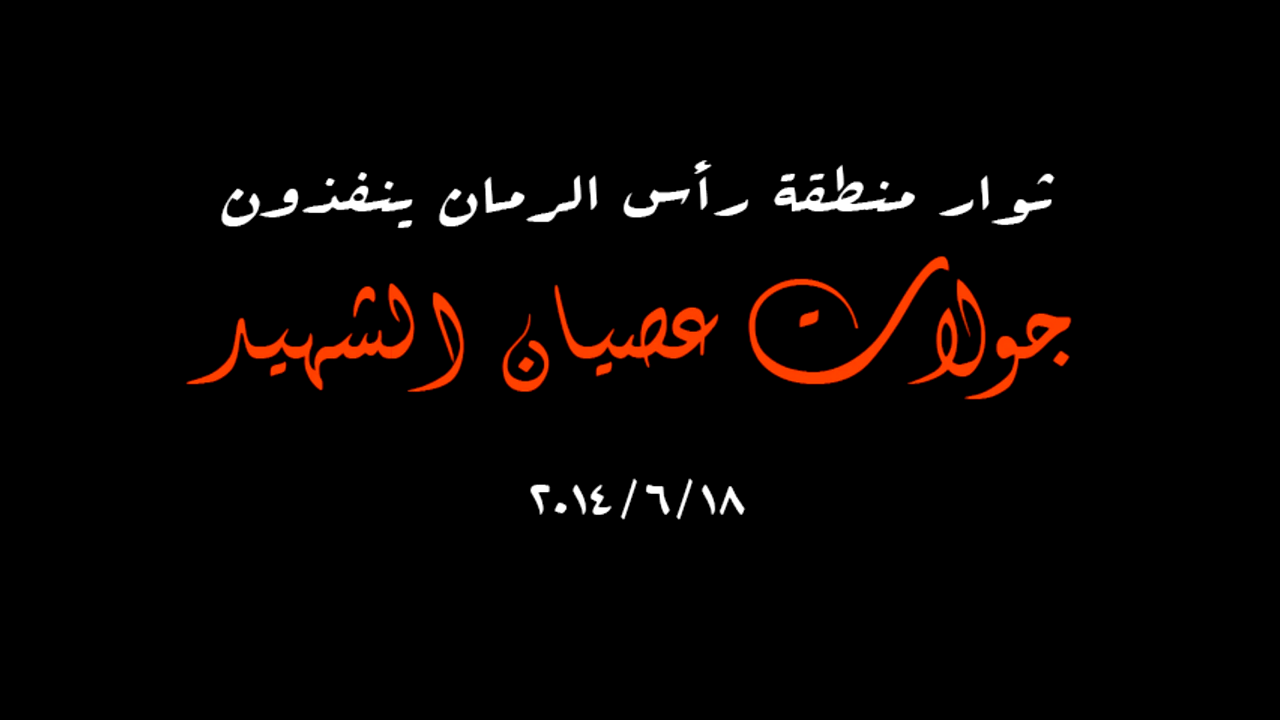 ثوار منطقة رأس الرمان ينفذون
جولات عصيان الشهيد
٢٠١٤/٦/١٨